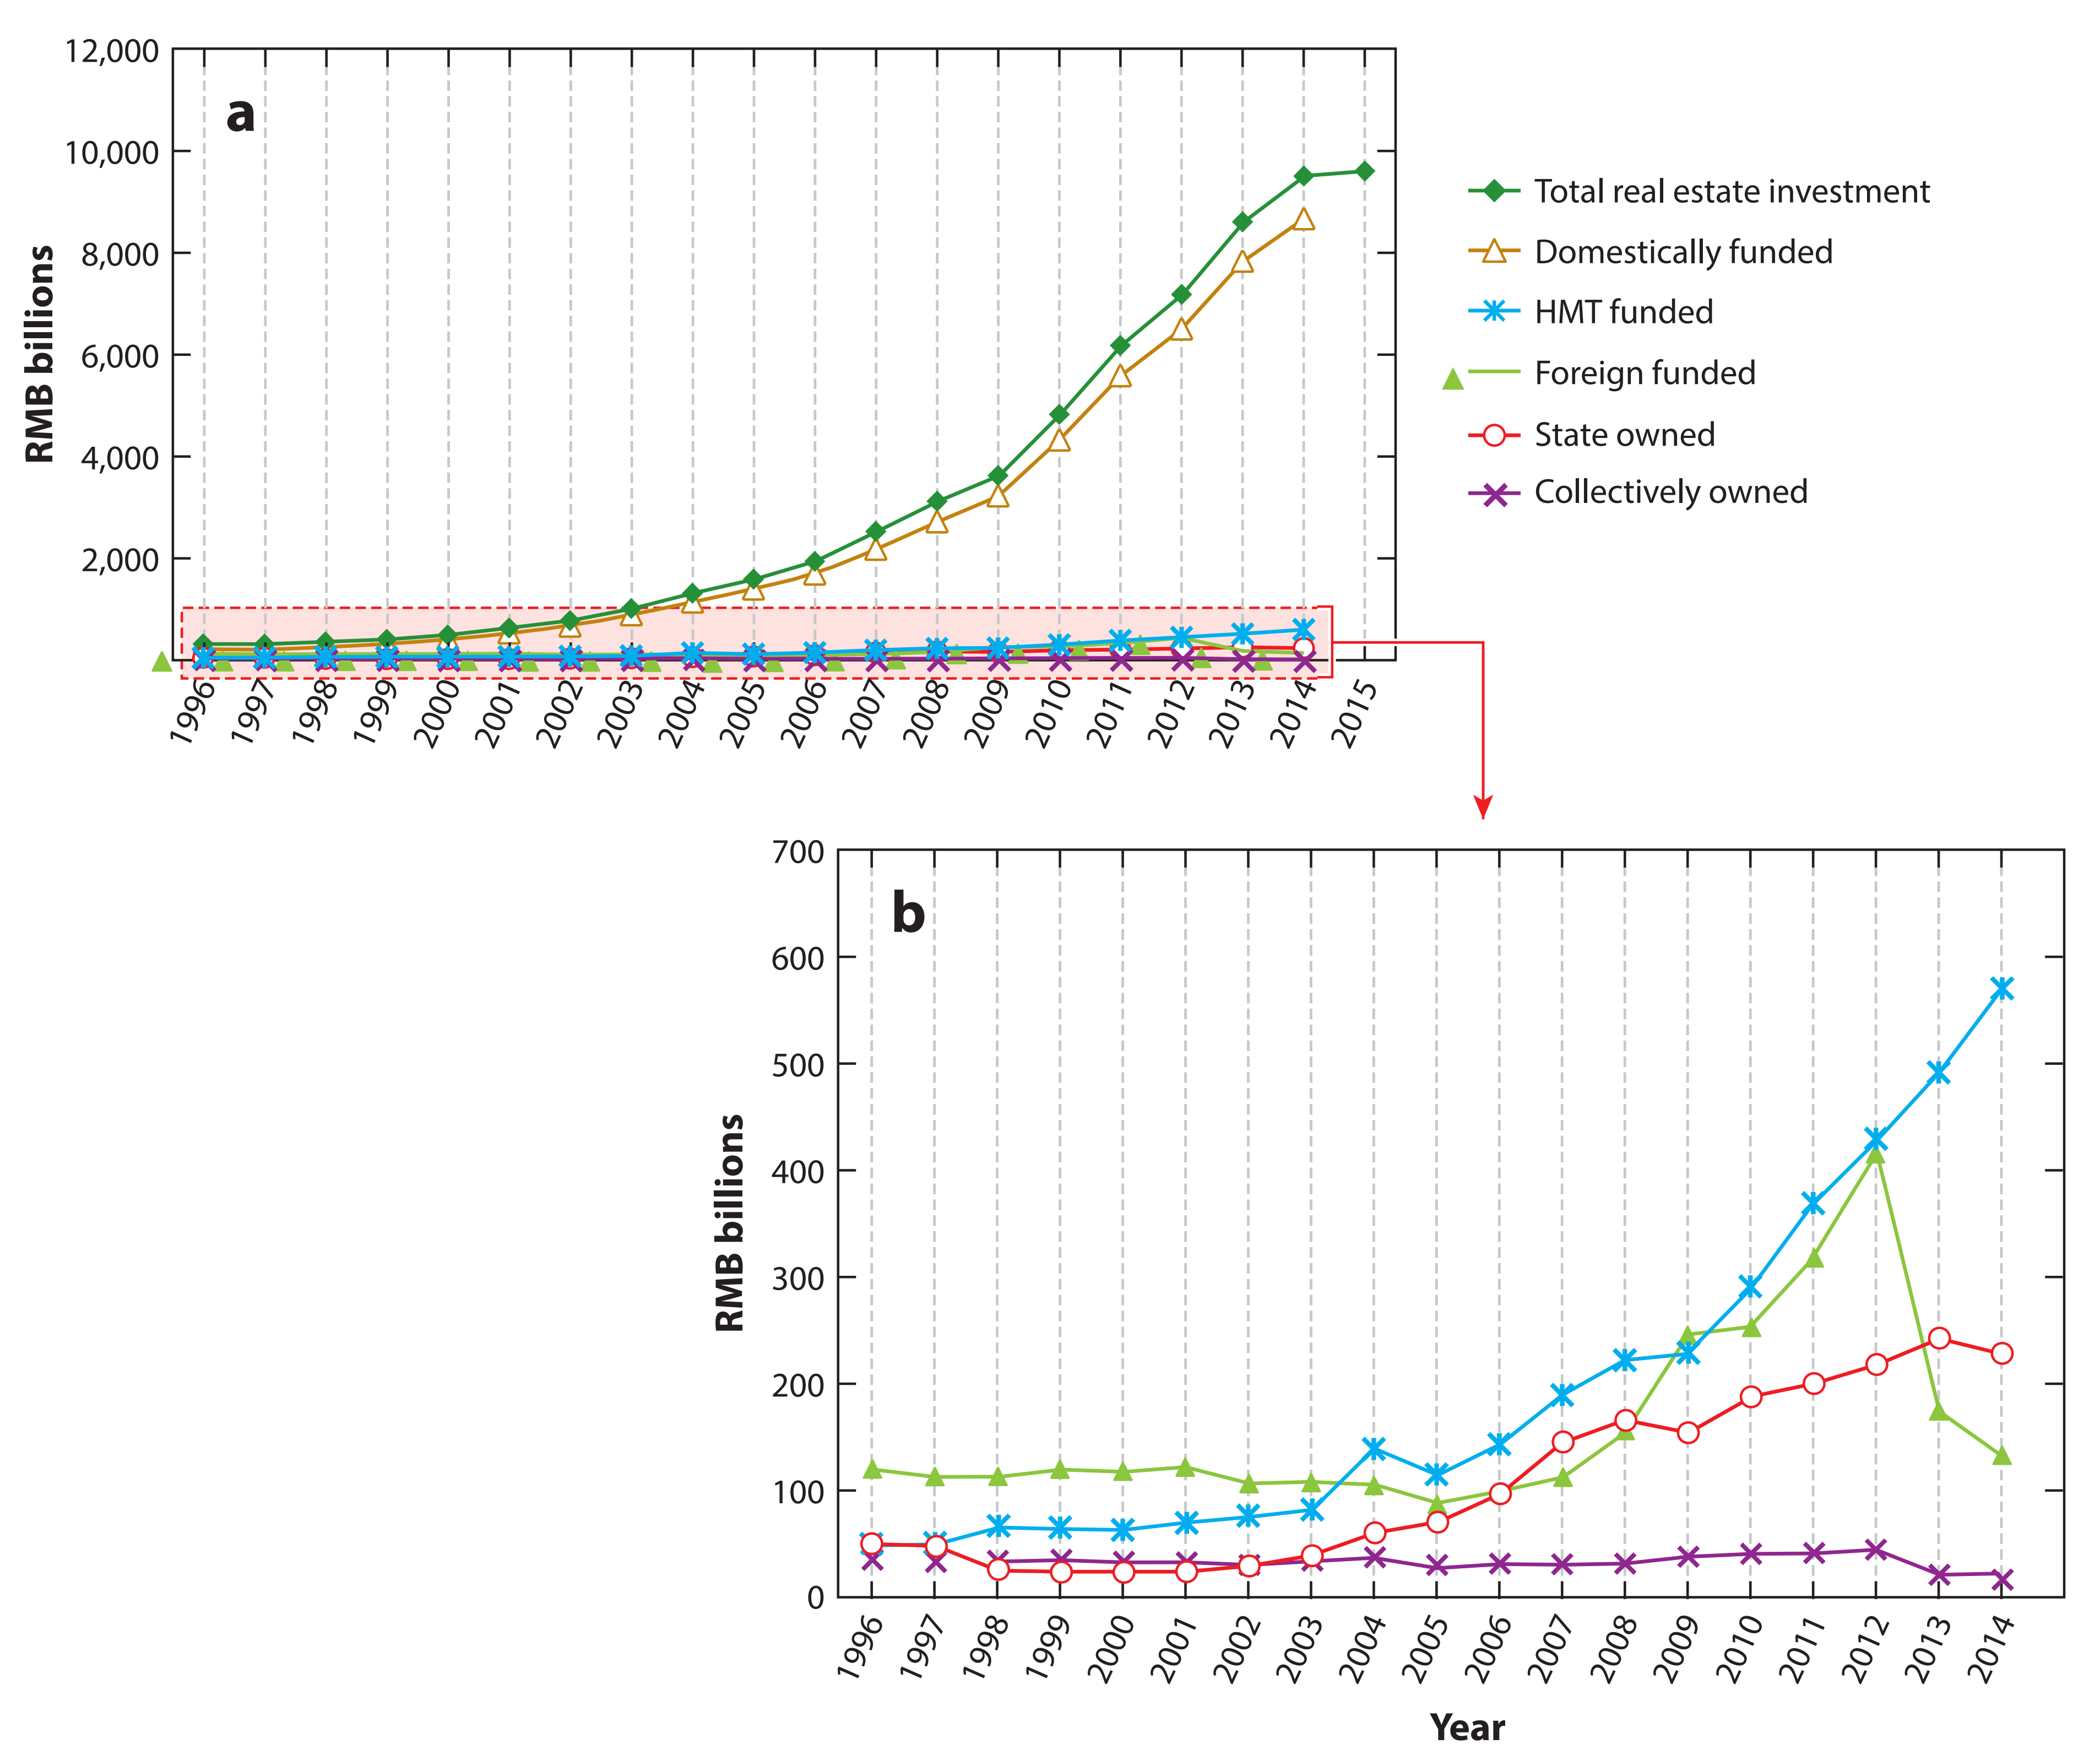 12,000
10,000
8,000
6,000
4,000
2,000
RMB billions
a
1996 1997 1998 1999 2000 2001 2002 2003 2004 2005 2006 2007 2008 2009 2010 2011 2012 2013 2014 2015
Total real estate investment
Domestically funded
HMT funded
Foreign funded
State owned
Collectively owned
700
600
500
400
300
200
100
0
RMB billions
b
1996 1997 1998 1999 2000 2001 2002 2003 2004 2005 2006 2007 2008 2009 2010 2011 2012 2013 2014
Year